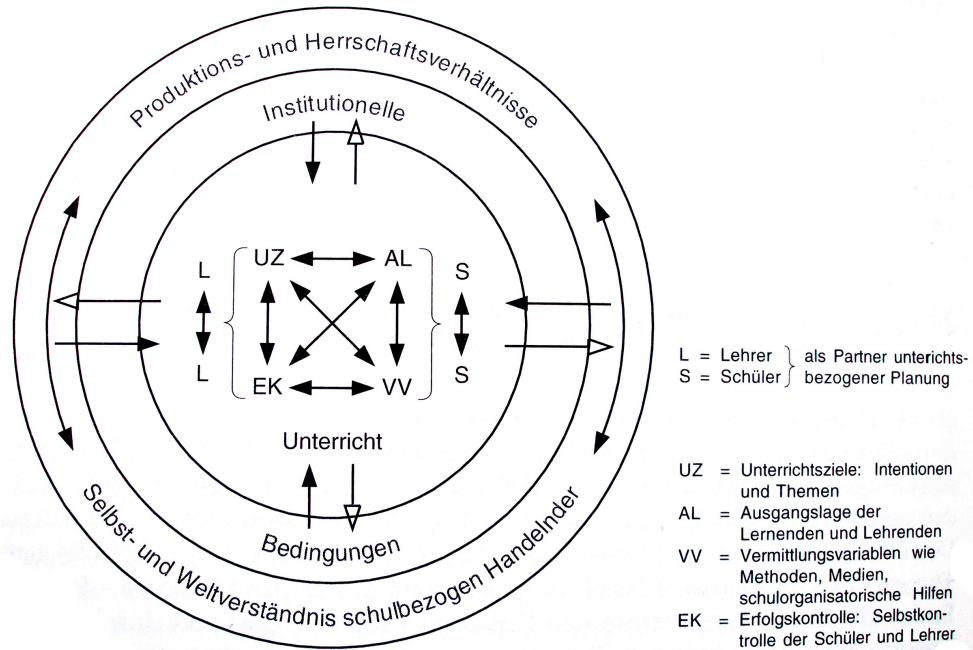 Produktions- und Herrschaftsverhältnisse
Institutionelle
L UZ AL S
L EK VV S
Unterricht
Bedingungen
Selbst- und Weltverständnis schulbezogen Handelnder
L = Lehrer
S = Schüler
als Partner unterichts-
bezogener Planung
UZ = Unterrichtsziele: Intentionen
und Themen
AL = Ausgangslage der
Lernenden und Lehrenden
VV = Vermittlungsvariablen wie
Methoden, Medien,
schulorganisatorische Hilfen
EK = Erfolgskontrolle: Selbstkon-
trolle der Schüler und Lehrer